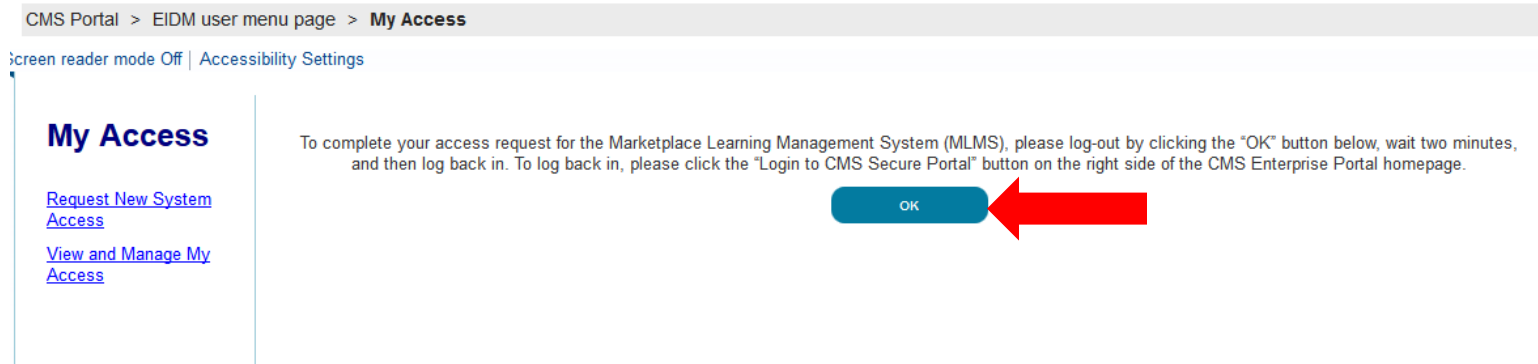 CMS Portal > EIDM user menu page > My Access
Screen reader mode Off | Accessibility Settings
My Access
Request New System
Access
View and Manage My
Access
To complete your access request for the Marketplace Learning Management System (MLMS), please log-out by clicking the “OK” button below, wait two minutes,
and then log back in. To log back in, please click the “Login to CMS Secure Portal” button on the right side of the CMS Enterprise Portal homepage.
OK